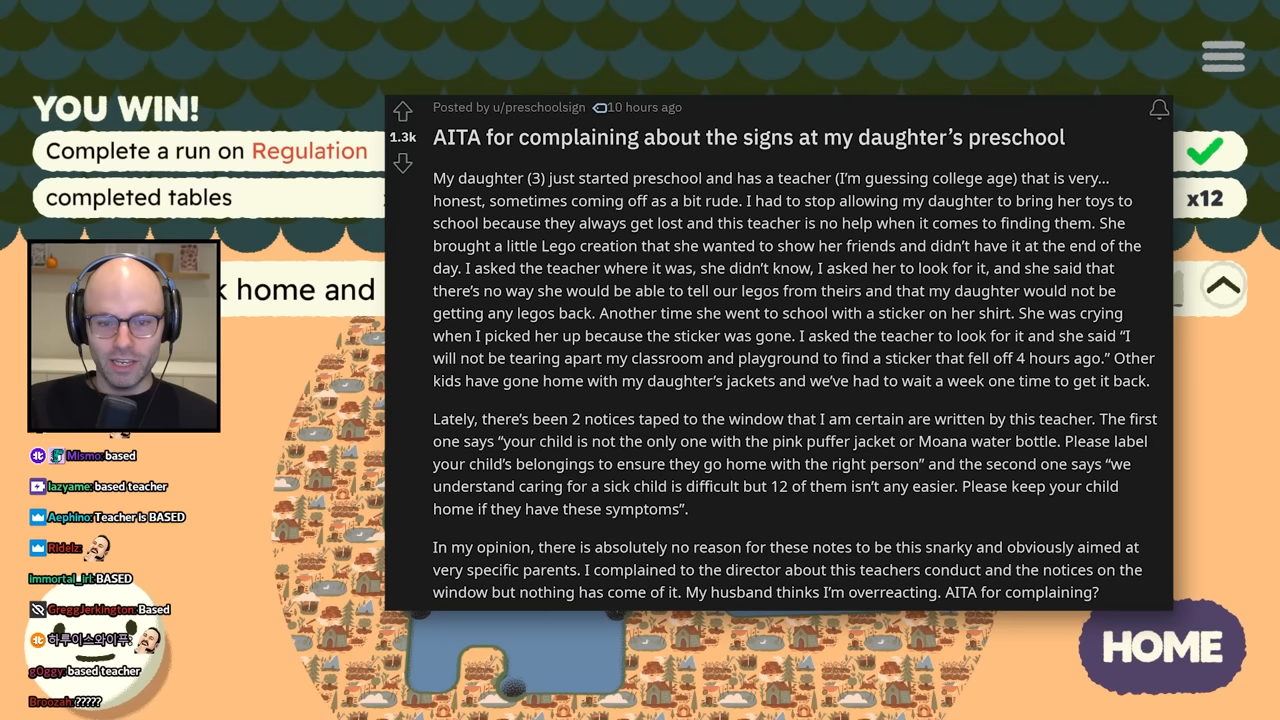 YOU WIN!
Complete a run on Regulation
completed tables
x12
k home and
HOME
Posted by u/preschoolsign 10 hours ago
1.3k
AITA for complaining about the signs at my daughter’s preschool
My daughter (3) just started preschool and has a teacher (I’m guessing college age) that is very…
honest, sometimes coming off as a bit rude. I had to stop allowing my daughter to bring her toys to
school because they always get lost and this teacher is no help when it comes to finding them. She
brought a little Lego creation that she wanted to show her friends and didn’t have it at the end of the
day. I asked the teacher where it was, she didn’t know, I asked her to look for it, and she said that
there’s no way she would be able to tell our legos from theirs and that my daughter would not be
getting any legos back. Another time she went to school with a sticker on her shirt. She was crying
when I picked her up because the sticker was gone. I asked the teacher to look for it and she said “I
will not be tearing apart my classroom and playground to find a sticker that fell off 4 hours ago.” Other
kids have gone home with my daughter’s jackets and we’ve had to wait a week one time to get it back.
Lately, there’s been 2 notices taped to the window that I am certain are written by this teacher. The first
one says “your child is not the only one with the pink puffer jacket or Moana water bottle. Please label
your child’s belongings to ensure they go home with the right person” and the second one says “we
understand caring for a sick child is difficult but 12 of them isn’t any easier. Please keep your child
home if they have these symptoms”.
In my opinion, there is absolutely no reason for these notes to be this snarky and obviously aimed at
very specific parents. I complained to the director about this teachers conduct and the notices on the
window but nothing has come of it. My husband thinks I’m overreacting. AITA for complaining?
Mismo: based
lazyame: based teacher
Aephino: Teacher is BASED
Ridelz:
immortal_irl: BASED
GreggJerkington: Based
하루이스와이푸:
g0ggy: based teacher
Broozah: ?????